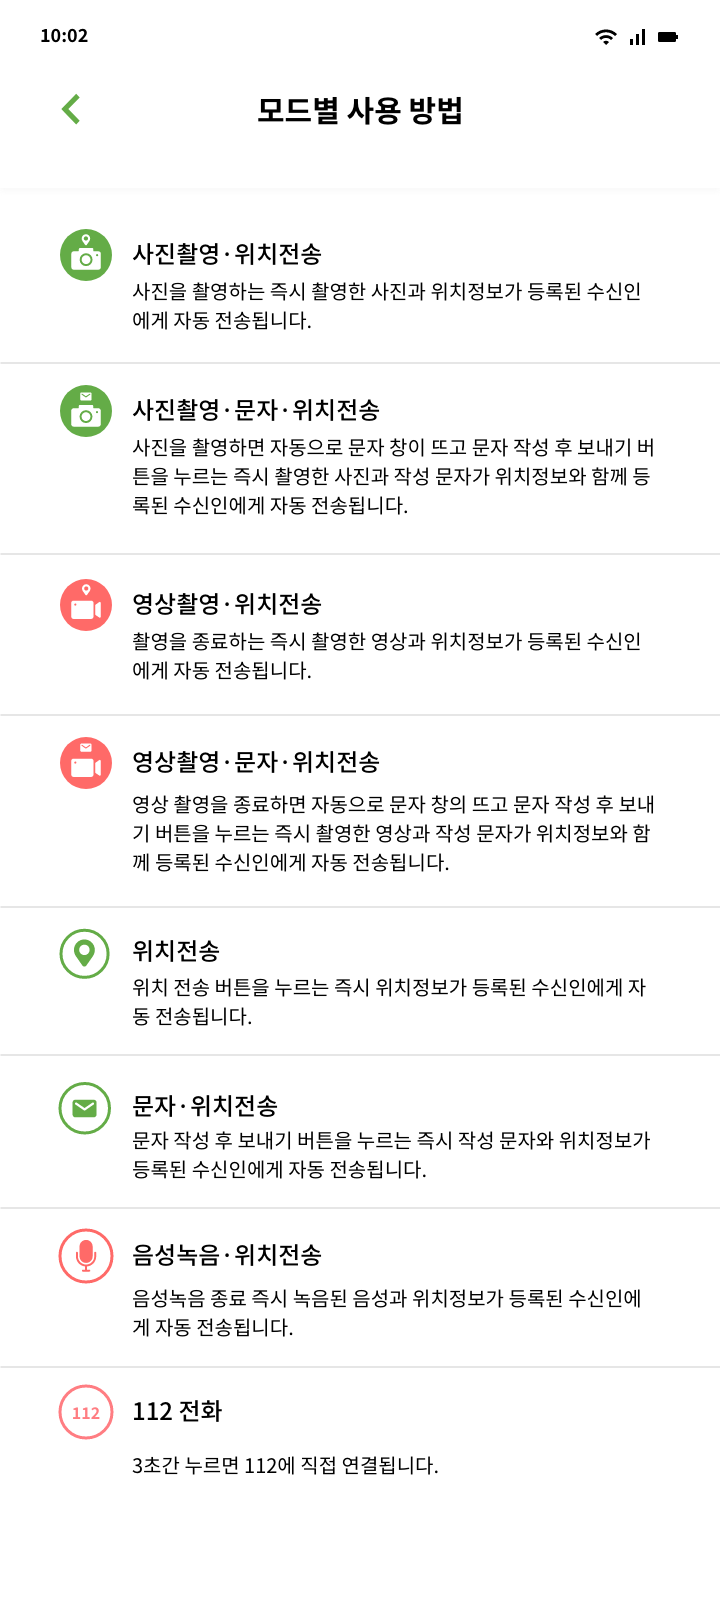 10:02
모드별 사용 방법
사진촬영·위치전송
사진을 촬영하는 즉시 촬영한 사진과 위치정보가 등록된 수신인
에게 자동 전송됩니다.
사진촬영·문자·위치전송
사진을 촬영하면 자동으로 문자 창이 뜨고 문자 작성 후 보내기 버
튼을 누르는 즉시 촬영한 사진과 작성 문자가 위치정보와 함께 등
록된 수신인에게 자동 전송됩니다.
영상촬영·위치전송
촬영을 종료하는 즉시 촬영한 영상과 위치정보가 등록된 수신인
에게 자동 전송됩니다.
영상촬영·문자·위치전송
영상 촬영을 종료하면 자동으로 문자 창의 뜨고 문자 작성 후 보내
기 버튼을 누르는 즉시 촬영한 영상과 작성 문자가 위치정보와 함
께 등록된 수신인에게 자동 전송됩니다.
위치전송
위치 전송 버튼을 누르는 즉시 위치정보가 등록된 수신인에게 자
동 전송됩니다.
문자·위치전송
문자 작성 후 보내기 버튼을 누르는 즉시 작성 문자와 위치정보가
등록된 수신인에게 자동 전송됩니다.
음성녹음·위치전송
음성녹음 종료 즉시 녹음된 음성과 위치정보가 등록된 수신인에
게 자동 전송됩니다.
112 112 전화
3초간 누르면 112에 직접 연결됩니다.